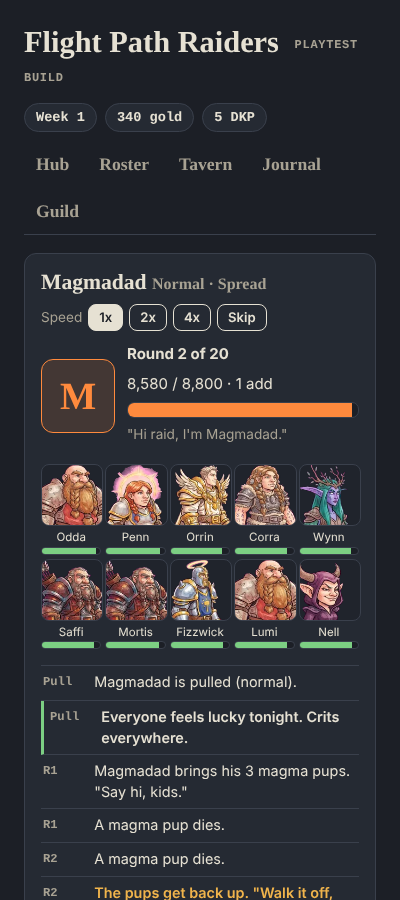 Flight Path Raiders PLAYTEST
BUILD
Week 1 340 gold 5 DKP
Hub Roster Tavern Journal
Guild
Magmadad Normal · Spread
Speed 1x 2x 4x Skip
M
Round 2 of 20
8,580 / 8,800 · 1 add
"Hi raid, I'm Magmadad."
Odda Penn Orrin Corra Wynn
Saffi Mortis Fizzwick Lumi Nell
Pull Magmadad is pulled (normal).
Pull Everyone feels lucky tonight. Crits
everywhere.
R1 Magmadad brings his 3 magma pups.
"Say hi, kids."
R1 A magma pup dies.
R2 A magma pup dies.
R2 The pups get back up. "Walk it off,